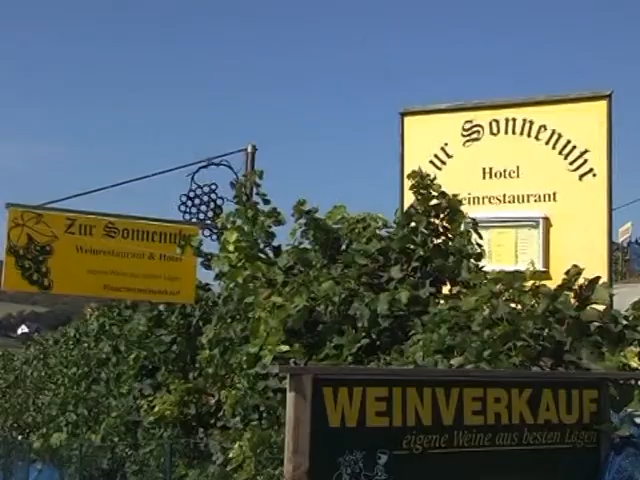 Zur Sonnenuhr
Weinrestaurant & Hotel
Zur Sonnenuhr
Hotel
Weinrestaurant
WEINVERKAUF
eigene Weine aus besten Lagen